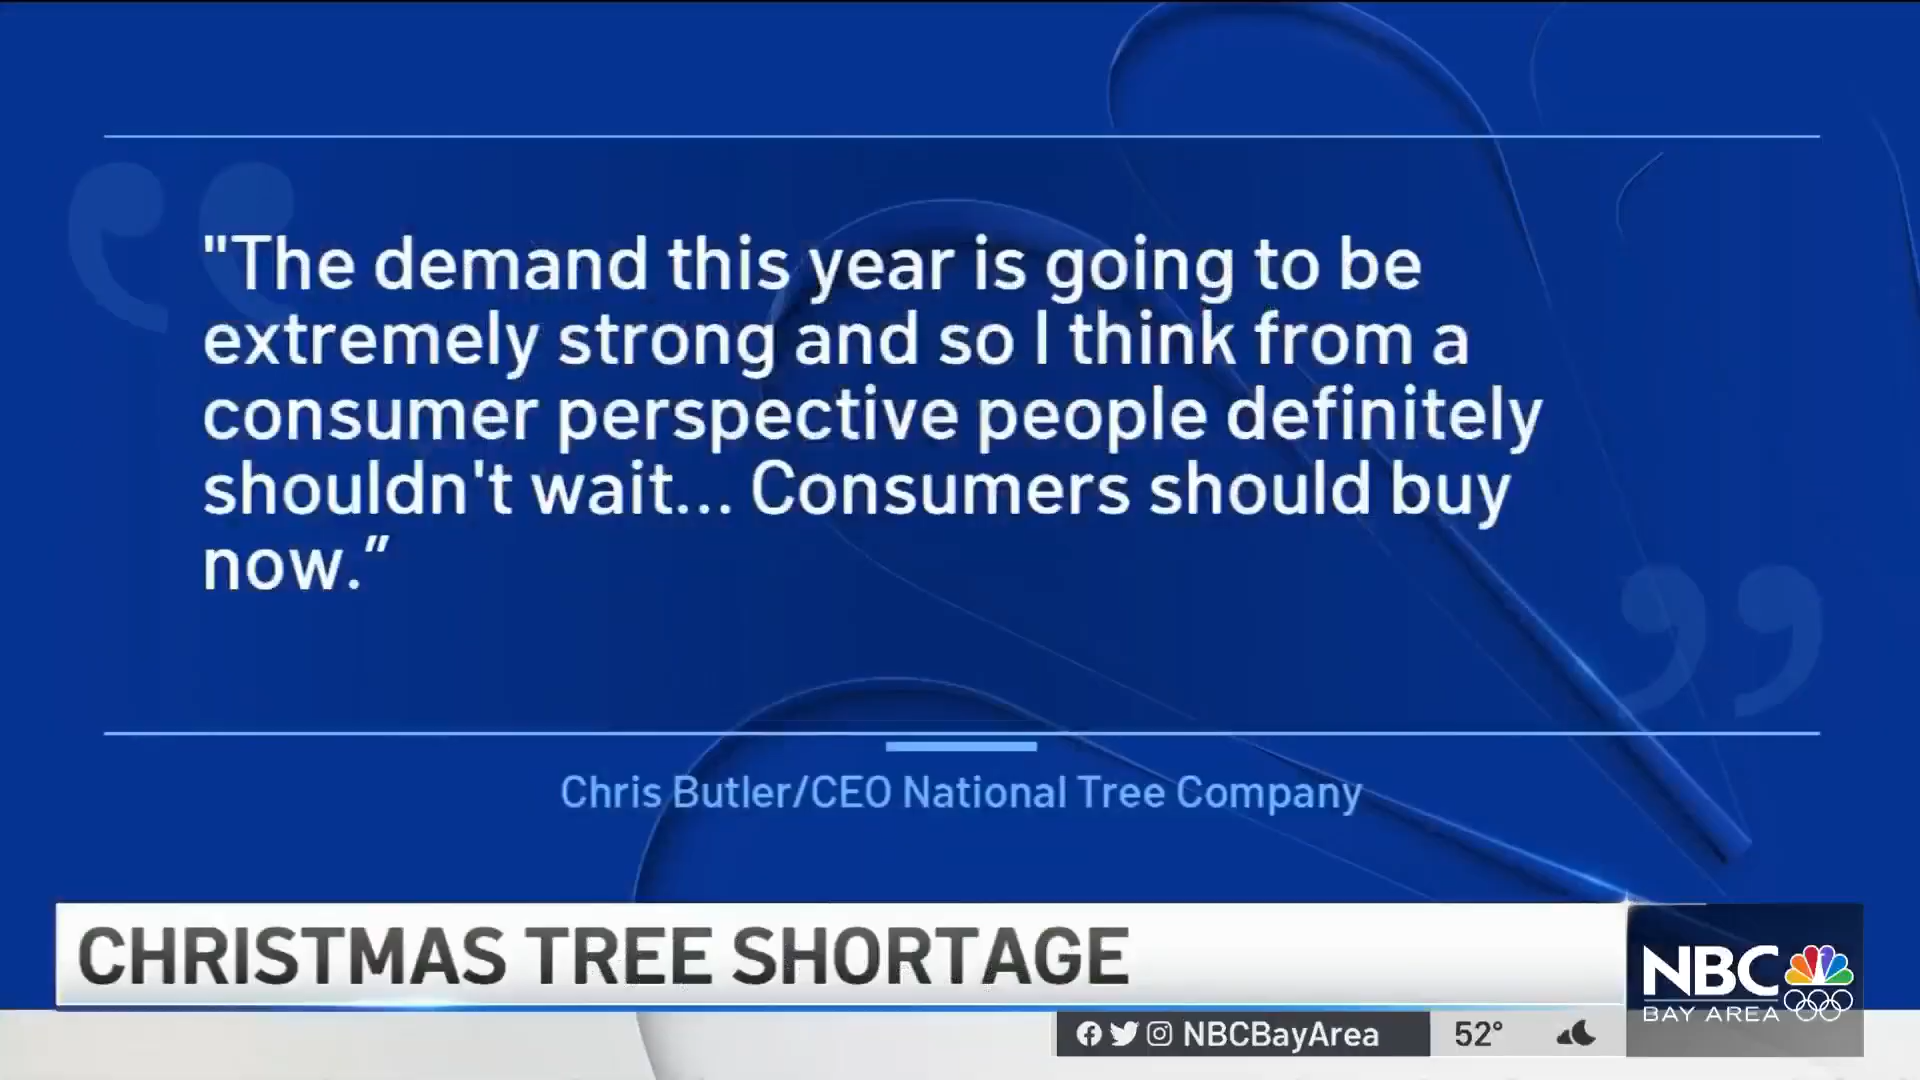 "The demand this year is going to be
extremely strong and so I think from a
consumer perspective people definitely
shouldn't wait... Consumers should buy
now.”
Chris Butler/CEO National Tree Company
CHRISTMAS TREE SHORTAGE
NBC
BAY AREA
NBCBayArea
52°